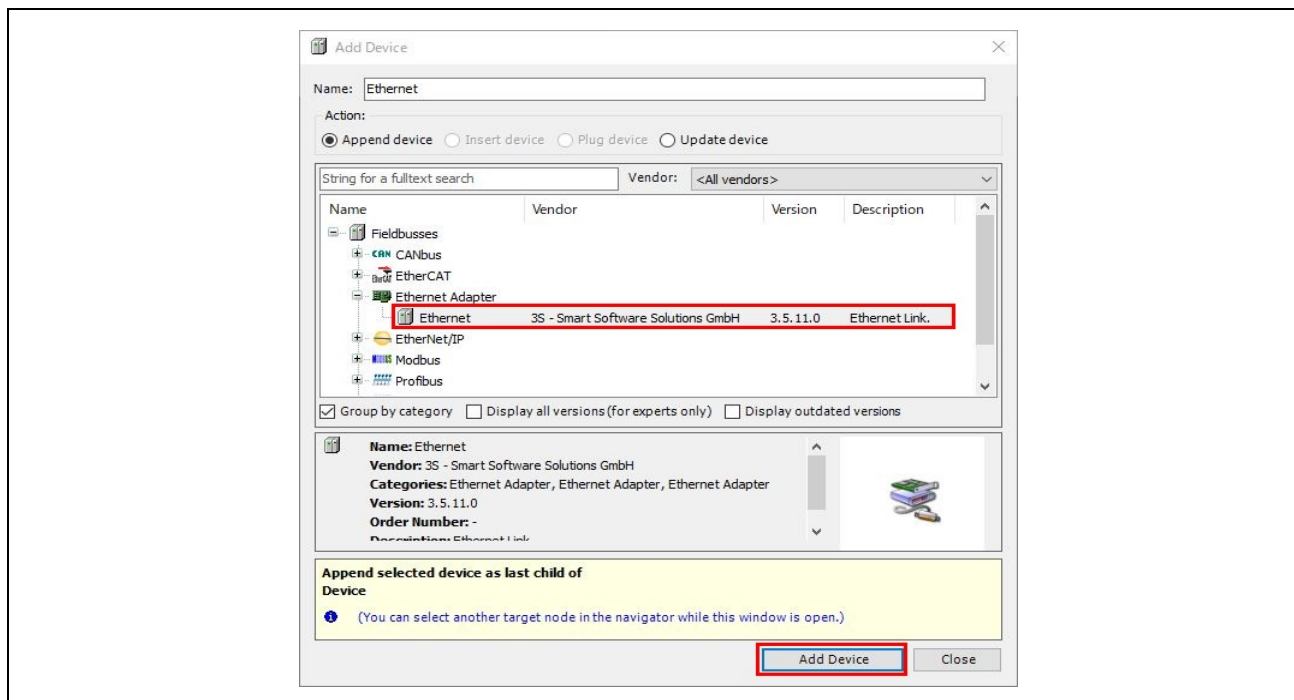 Add Device
Name: Ethernet
Action:
Append device Insert device Plug device Update device
String for a fulltext search Vendor: <All vendors>
Name Vendor Version Description
Fieldbusses
CAN CANbus
EtherCAT
Ethernet Adapter
Ethernet 3S - Smart Software Solutions GmbH 3.5.11.0 Ethernet Link.
EtherNet/IP
Modbus
Profibus
Group by category Display all versions (for experts only) Display outdated versions
Name: Ethernet
Vendor: 3S - Smart Software Solutions GmbH
Categories: Ethernet Adapter, Ethernet Adapter, Ethernet Adapter
Version: 3.5.11.0
Order Number: -
Description: Ethernet Link
Append selected device as last child of
Device
(You can select another target node in the navigator while this window is open.)
Add Device Close